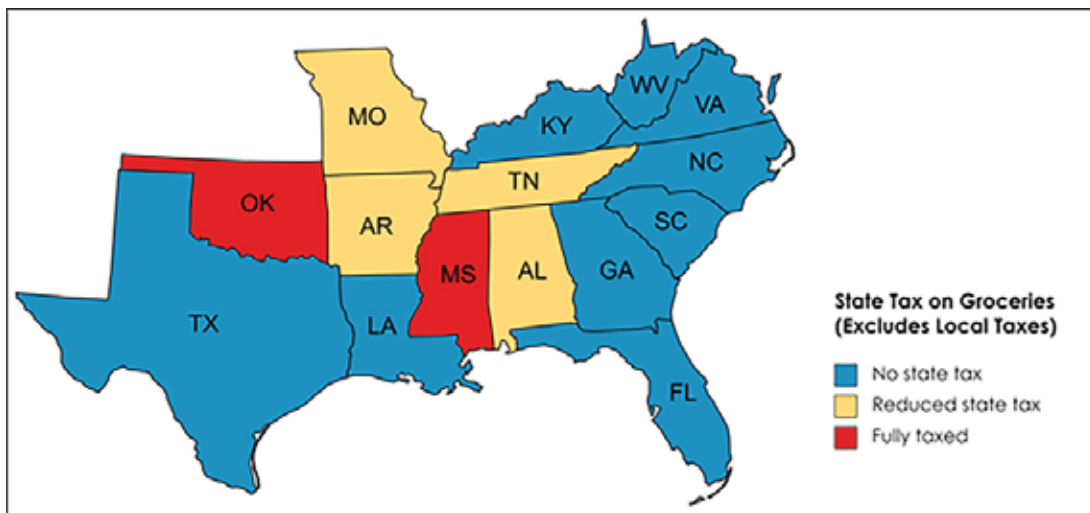 WV
VA
KY
MO
NC
TN
OK
AR
SC
MS
AL
GA
TX
LA
FL
State Tax on Groceries
(Excludes Local Taxes)
No state tax
Reduced state tax
Fully taxed